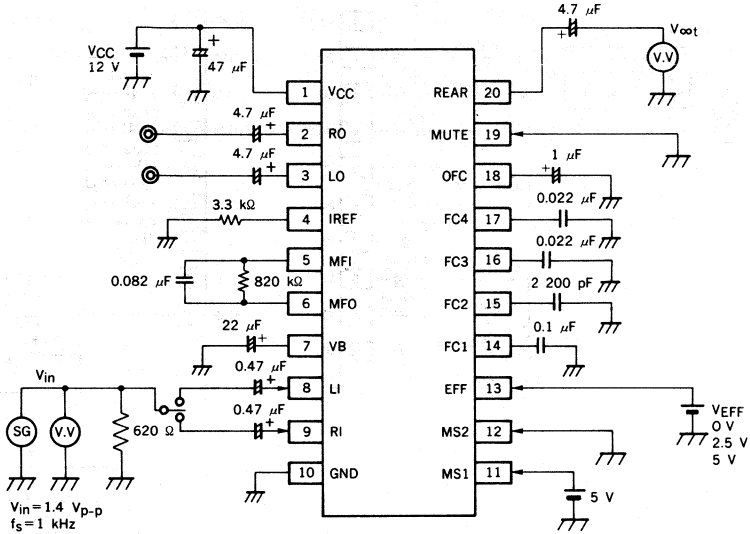 4.7 μF
V∞t
V.V
VCC
12 V
+
47 μF
+
1 VCC
REAR 20
4.7 μF
+
2 RO
MUTE 19
4.7 μF
+
3 LO
OFC 18
1 μF
+
3.3 kΩ
4 IREF
FC4 17
0.022 μF
5 MFI
FC3 16
0.022 μF
0.082 μF
820 kΩ
6 MFO
FC2 15
2 200 pF
22 μF
+
7 VB
FC1 14
0.1 μF
Vin
0.47 μF
+
8 LI
EFF 13
0.47 μF
+
9 RI
MS2 12
SG
V.V
620 Ω
VEFF
0 V
2.5 V
5 V
10 GND
MS1 11
5 V
Vin=1.4 Vp-p
fs=1 kHz